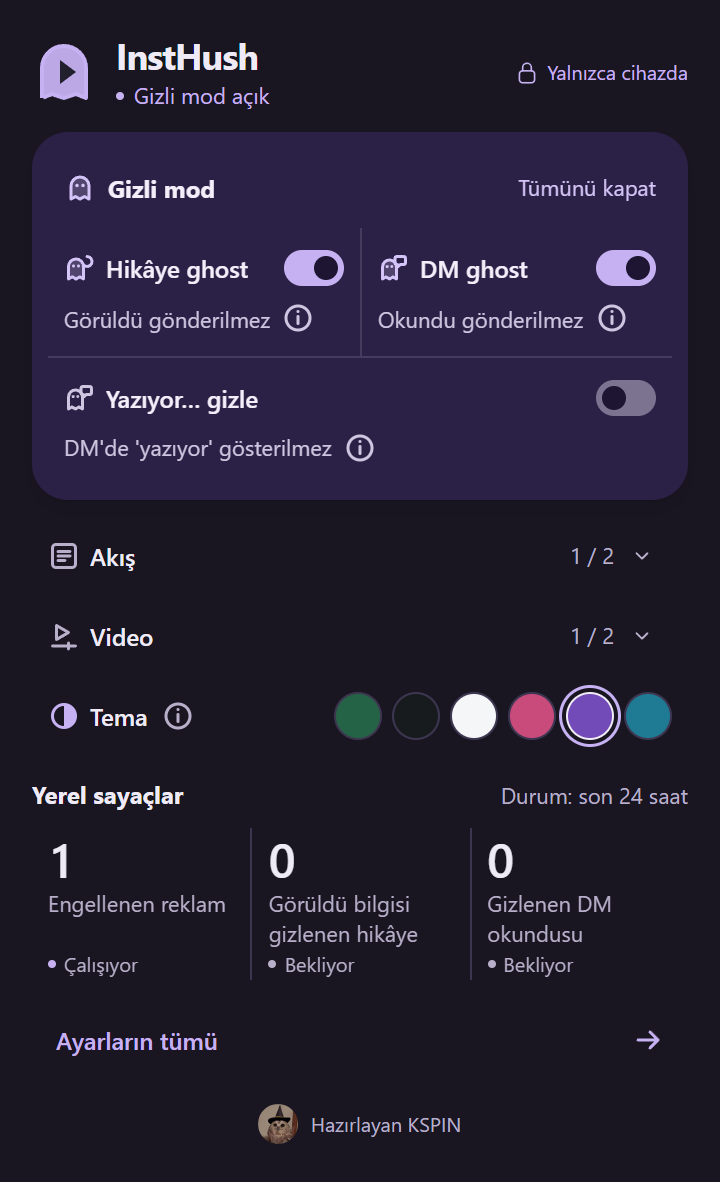 InstHush
Gizli mod açık
Yalnızca cihazda
Gizli mod
Tümünü kapat
Hikâye ghost
Görüldü gönderilmez
DM ghost
Okundu gönderilmez
Yazıyor... gizle
DM'de 'yazıyor' gösterilmez
Akış
1 / 2
Video
1 / 2
Tema
Yerel sayaçlar
Durum: son 24 saat
1
Engellenen reklam
Çalışıyor
0
Görüldü bilgisi
gizlenen hikâye
Bekliyor
0
Gizlenen DM
okundusu
Bekliyor
Ayarların tümü
Hazırlayan KSPIN